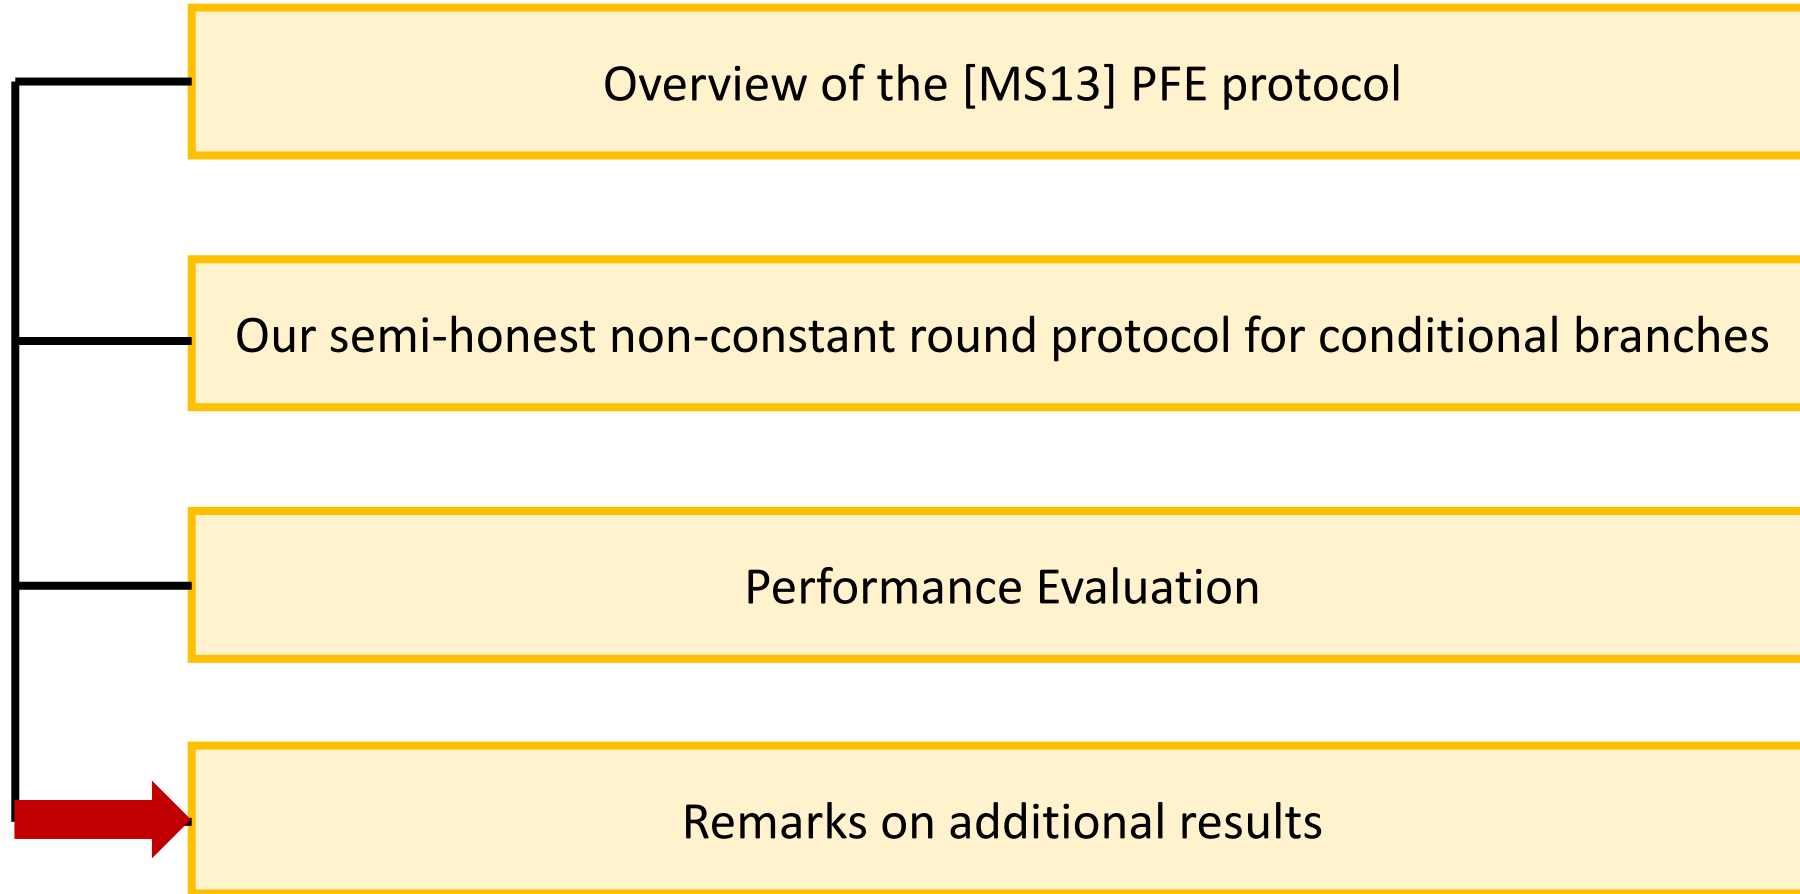 Overview of the [MS13] PFE protocol
Our semi-honest non-constant round protocol for conditional branches
Performance Evaluation
Remarks on additional results